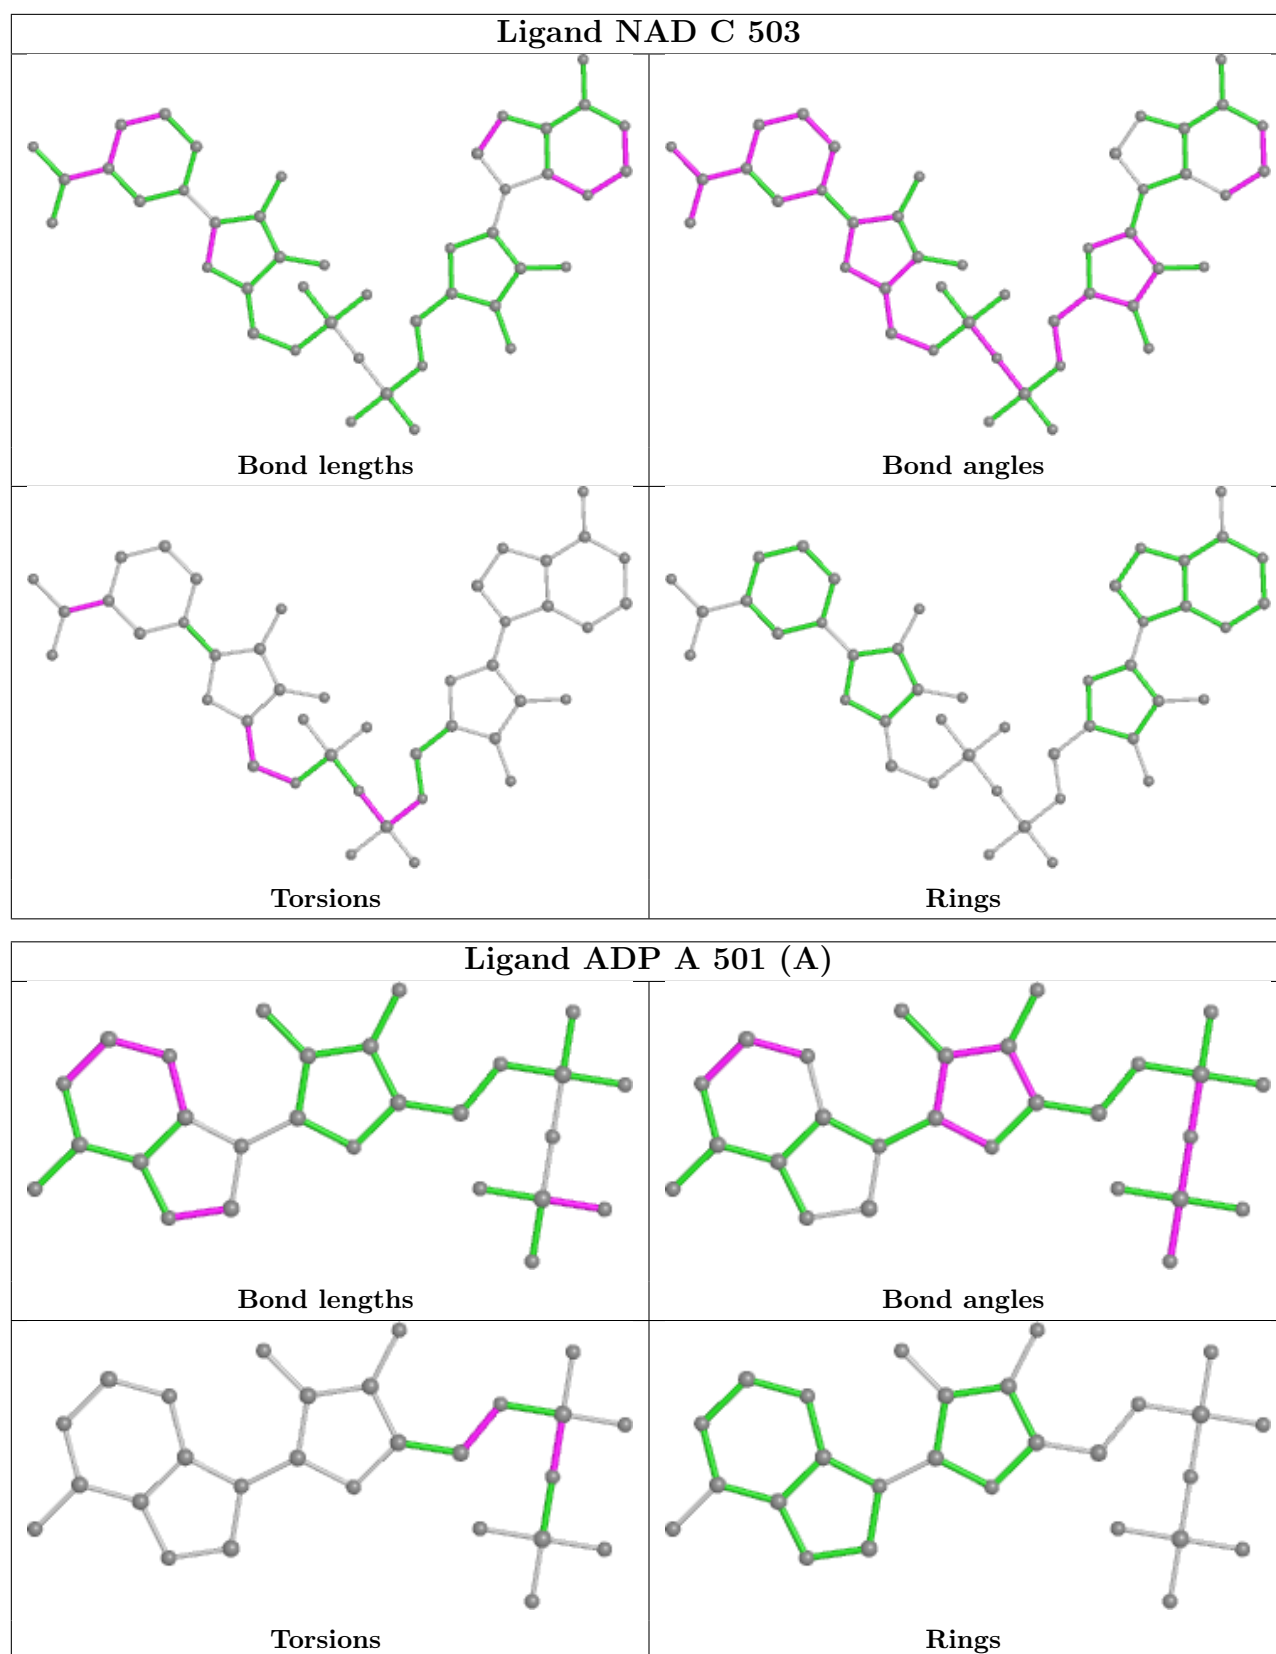 Ligand NAD C 503
Bond lengths
Bond angles
Torsions
Rings
Ligand ADP A 501 (A)
Bond lengths
Bond angles
Torsions
Rings